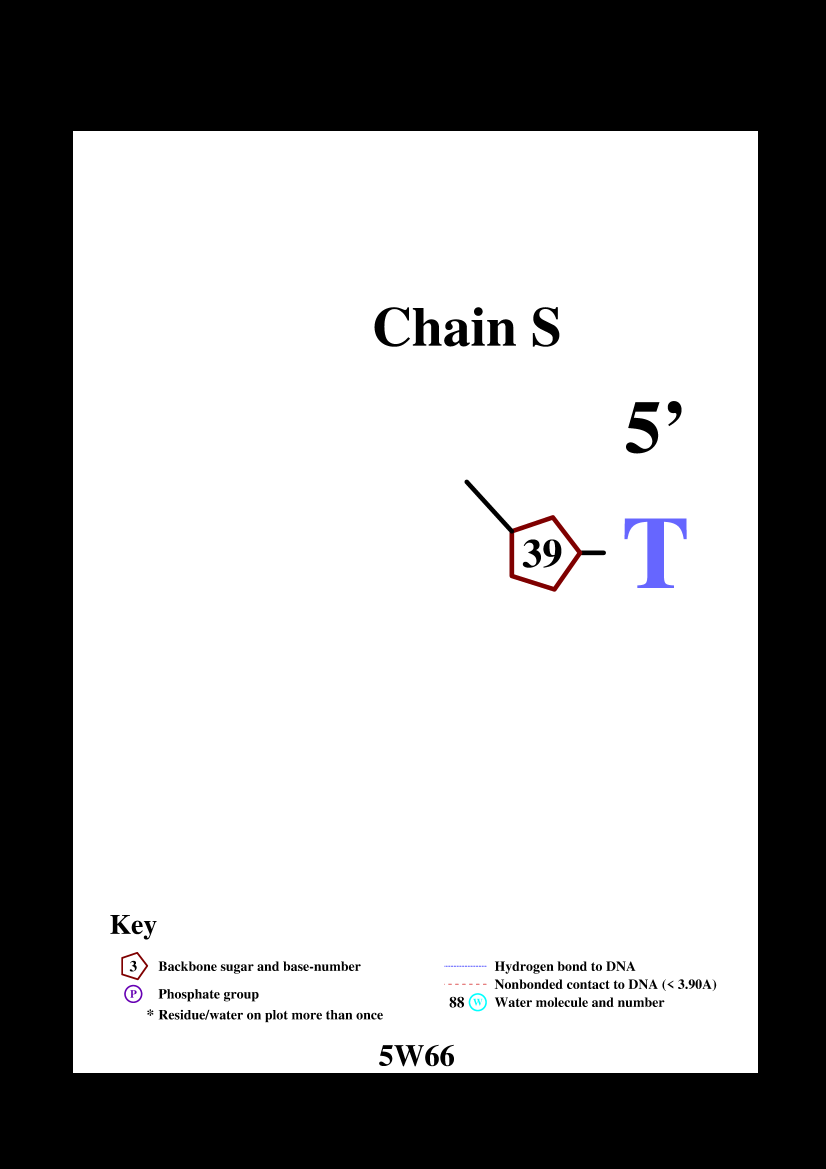 Chain S
5’
39
T
Key
3 Backbone sugar and base-number
P Phosphate group
* Residue/water on plot more than once
Hydrogen bond to DNA
Nonbonded contact to DNA (< 3.90A)
88 W Water molecule and number
5W66